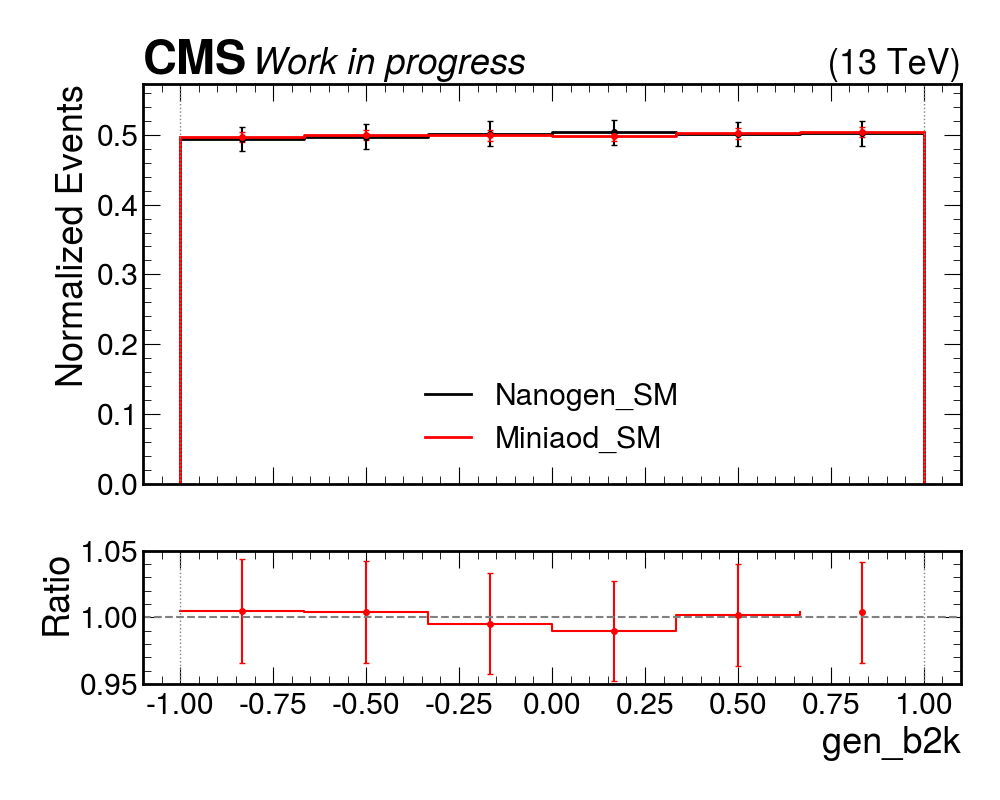 CMS Work in progress (13 TeV)
Normalized Events
0.5
0.4
0.3
0.2
0.1
0.0
Nanogen_SM
Miniaod_SM
Ratio
1.05
1.00
0.95
-1.00 -0.75 -0.50 -0.25 0.00 0.25 0.50 0.75 1.00
gen_b2k